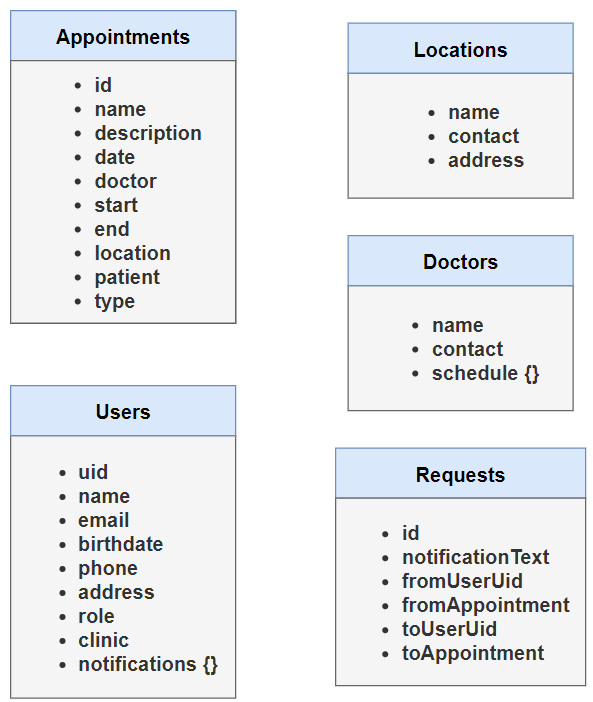 Appointments
• id
• name
• description
• date
• doctor
• start
• end
• location
• patient
• type
Locations
• name
• contact
• address
Doctors
• name
• contact
• schedule {}
Users
• uid
• name
• email
• birthdate
• phone
• address
• role
• clinic
• notifications {}
Requests
• id
• notificationText
• fromUserUid
• fromAppointment
• toUserUid
• toAppointment